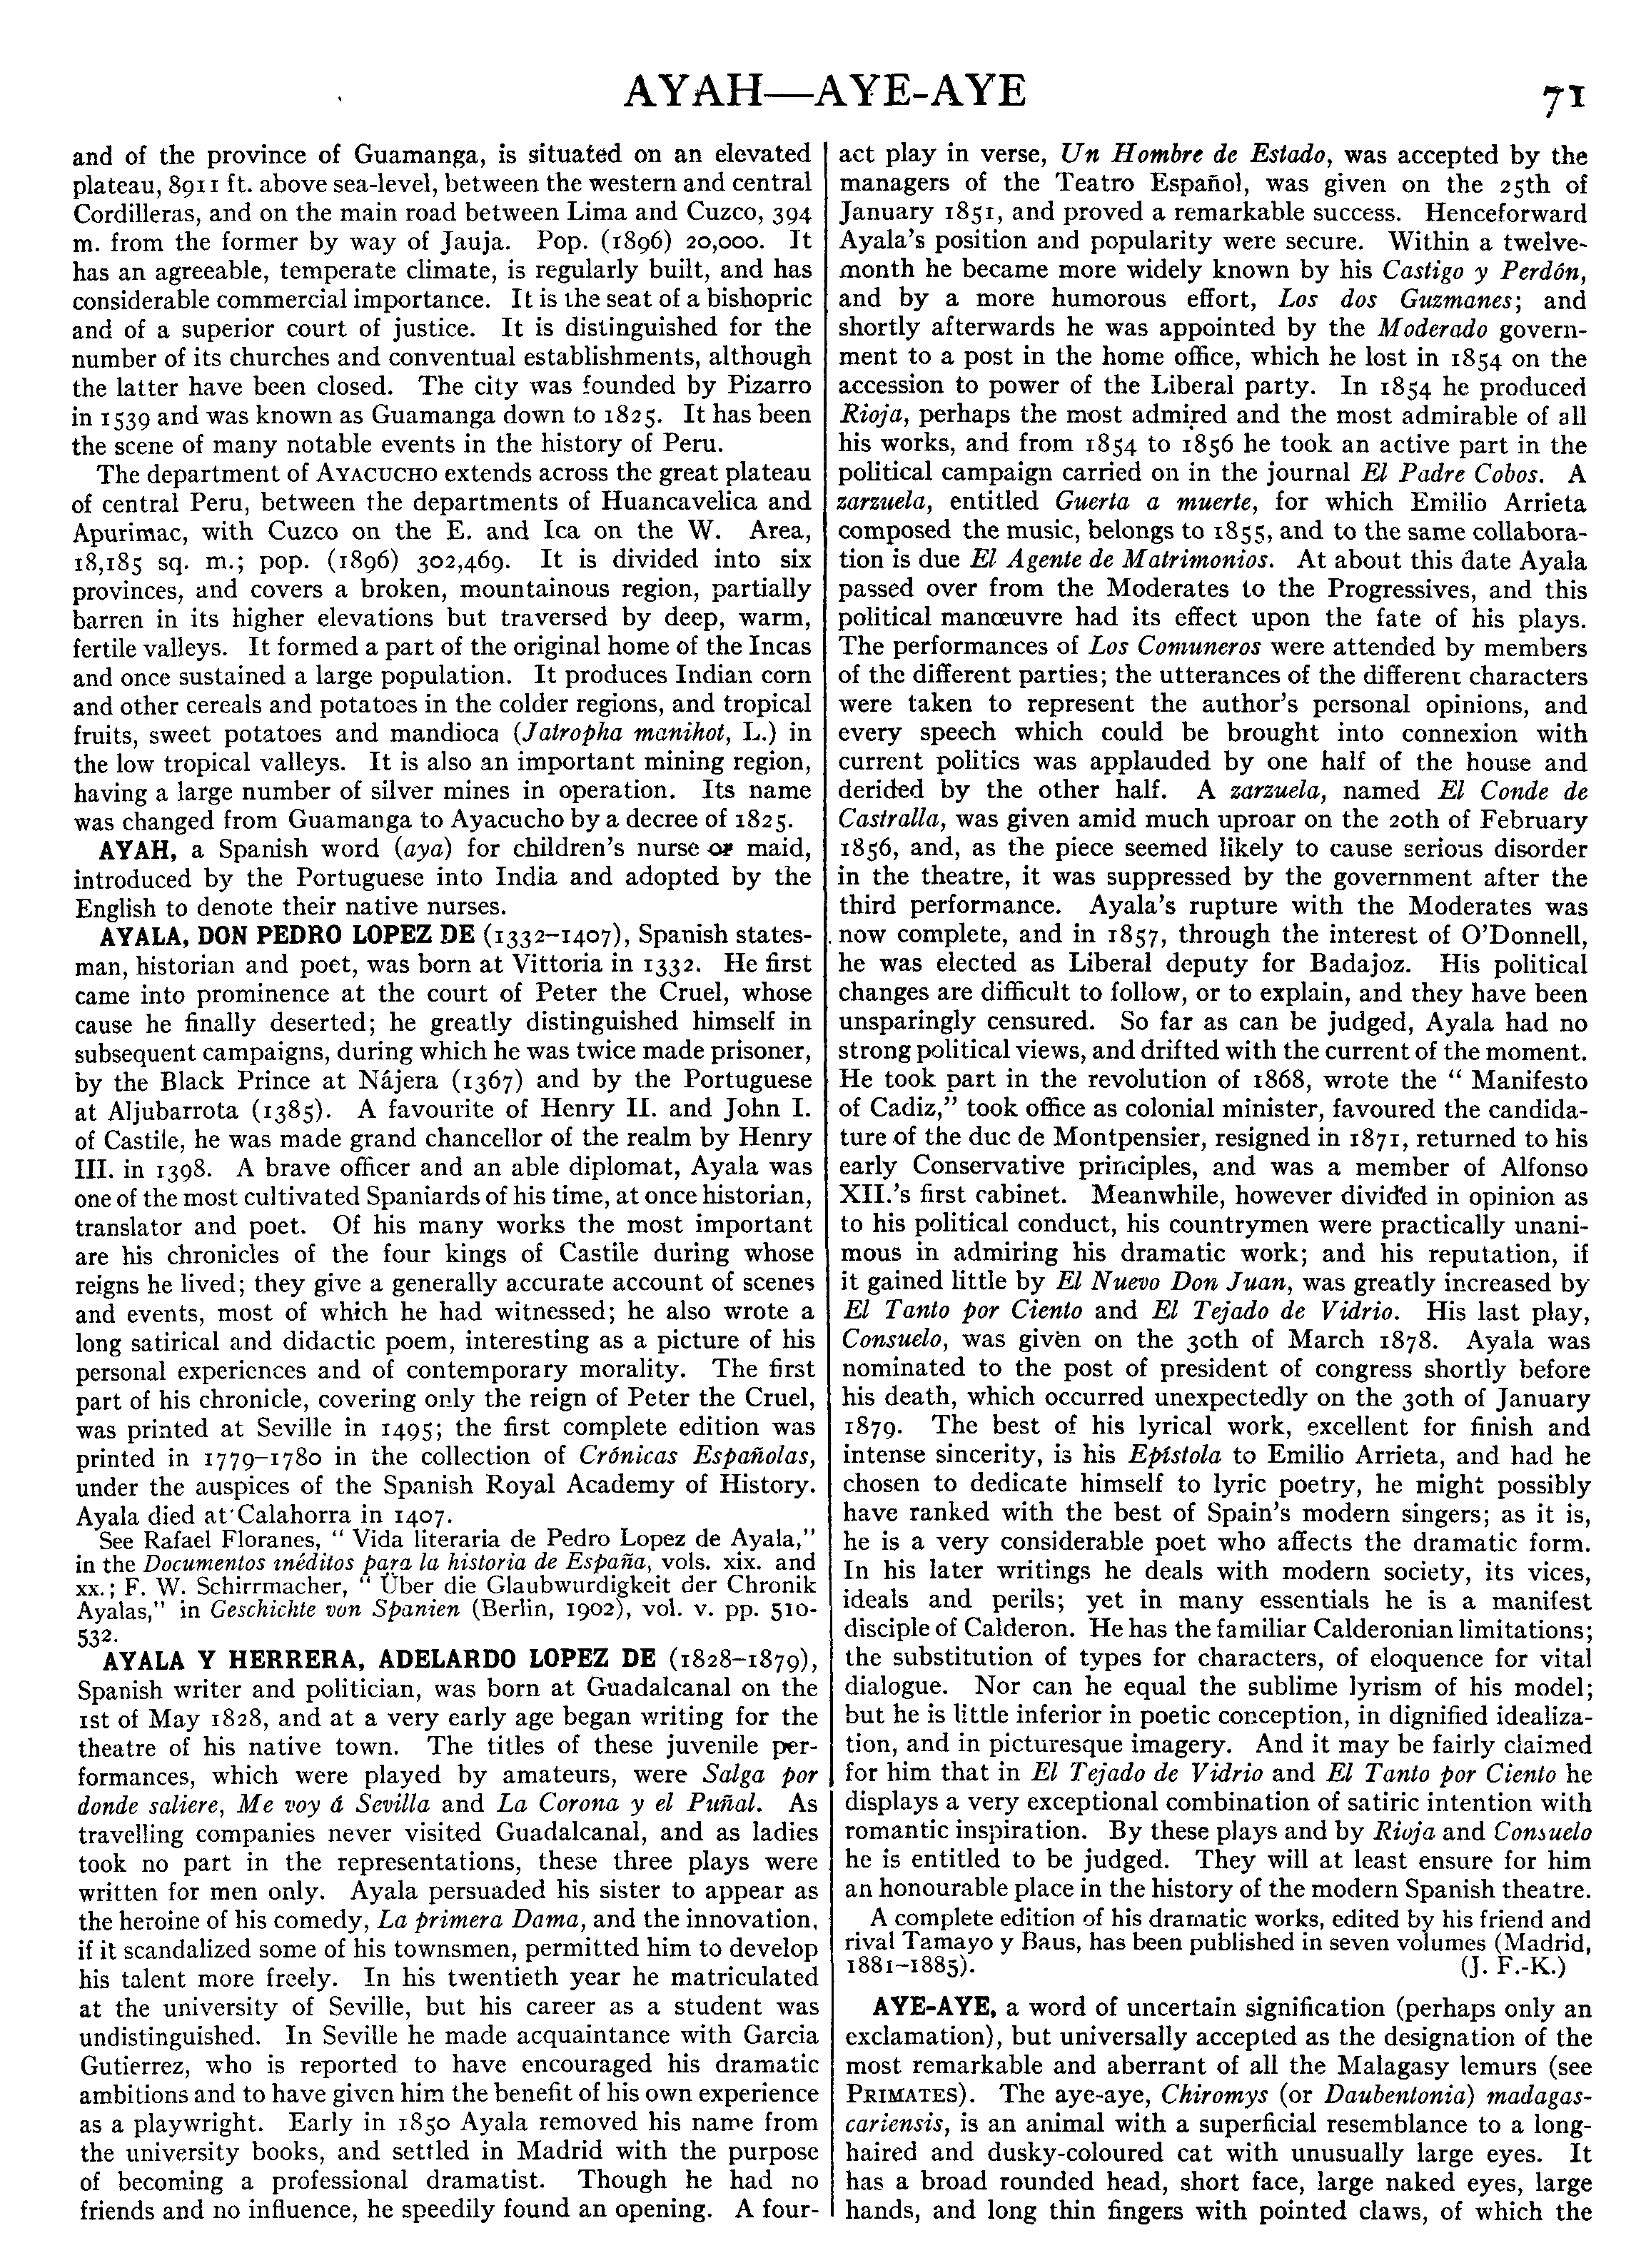 AYAH—AYE-AYE
71
and of the province of Guamanga, is situated on an elevated
plateau, 8911 ft. above sea-level, between the western and central
Cordilleras, and on the main road between Lima and Cuzco, 394
m. from the former by way of Jauja. Pop. (1896) 20,000. It
has an agreeable, temperate climate, is regularly built, and has
considerable commercial importance. It is the seat of a bishopric
and of a superior court of justice. It is distinguished for the
number of its churches and conventual establishments, although
the latter have been closed. The city was founded by Pizarro
in 1539 and was known as Guamanga down to 1825. It has been
the scene of many notable events in the history of Peru.
The department of AYACUCHO extends across the great plateau
of central Peru, between the departments of Huancavelica and
Apurimac, with Cuzco on the E. and Ica on the W. Area,
18,185 sq. m.; pop. (1896) 302,469. It is divided into six
provinces, and covers a broken, mountainous region, partially
barren in its higher elevations but traversed by deep, warm,
fertile valleys. It formed a part of the original home of the Incas
and once sustained a large population. It produces Indian corn
and other cereals and potatoes in the colder regions, and tropical
fruits, sweet potatoes and mandioca (Jatropha manihot, L.) in
the low tropical valleys. It is also an important mining region,
having a large number of silver mines in operation. Its name
was changed from Guamanga to Ayacucho by a decree of 1825.
AYAH, a Spanish word (aya) for children's nurse or maid,
introduced by the Portuguese into India and adopted by the
English to denote their native nurses.
AYALA, DON PEDRO LOPEZ DE (1332–1407), Spanish states-
man, historian and poet, was born at Vittoria in 1332. He first
came into prominence at the court of Peter the Cruel, whose
cause he finally deserted; he greatly distinguished himself in
subsequent campaigns, during which he was twice made prisoner,
by the Black Prince at Nájera (1367) and by the Portuguese
at Aljubarrota (1385). A favourite of Henry II. and John I.
of Castile, he was made grand chancellor of the realm by Henry
III. in 1398. A brave officer and an able diplomat, Ayala was
one of the most cultivated Spaniards of his time, at once historian,
translator and poet. Of his many works the most important
are his chronicles of the four kings of Castile during whose
reigns he lived; they give a generally accurate account of scenes
and events, most of which he had witnessed; he also wrote a
long satirical and didactic poem, interesting as a picture of his
personal experiences and of contemporary morality. The first
part of his chronicle, covering only the reign of Peter the Cruel,
was printed at Seville in 1495; the first complete edition was
printed in 1779–1780 in the collection of Crónicas Españolas,
under the auspices of the Spanish Royal Academy of History.
Ayala died at Calahorra in 1407.
See Rafael Floranes, " Vida literaria de Pedro Lopez de Ayala,"
in the Documentos inéditos para la historia de España, vols. xix. and
xx.; F. W. Schirrmacher, " Über die Glaubwurdigkeit der Chronik
Ayalas," in Geschichte von Spanien (Berlin, 1902), vol. v. pp. 510-
532.
AYALA Y HERRERA, ADELARDO LOPEZ DE (1828–1879),
Spanish writer and politician, was born at Guadalcanal on the
1st of May 1828, and at a very early age began writing for the
theatre of his native town. The titles of these juvenile per-
formances, which were played by amateurs, were Salga por
donde saliere, Me voy á Sevilla and La Corona y el Puñal. As
travelling companies never visited Guadalcanal, and as ladies
took no part in the representations, these three plays were
written for men only. Ayala persuaded his sister to appear as
the heroine of his comedy, La primera Dama, and the innovation,
if it scandalized some of his townsmen, permitted him to develop
his talent more freely. In his twentieth year he matriculated
at the university of Seville, but his career as a student was
undistinguished. In Seville he made acquaintance with Garcia
Gutierrez, who is reported to have encouraged his dramatic
ambitions and to have given him the benefit of his own experience
as a playwright. Early in 1850 Ayala removed his name from
the university books, and settled in Madrid with the purpose
of becoming a professional dramatist. Though he had no
friends and no influence, he speedily found an opening. A four-
act play in verse, Un Hombre de Estado, was accepted by the
managers of the Teatro Español, was given on the 25th of
January 1851, and proved a remarkable success. Henceforward
Ayala's position and popularity were secure. Within a twelve-
month he became more widely known by his Castigo y Perdón,
and by a more humorous effort, Los dos Guzmanes; and
shortly afterwards he was appointed by the Moderado govern-
ment to a post in the home office, which he lost in 1854 on the
accession to power of the Liberal party. In 1854 he produced
Rioja, perhaps the most admired and the most admirable of all
his works, and from 1854 to 1856 he took an active part in the
political campaign carried on in the journal El Padre Cobos. A
zarzuela, entitled Guerta a muerte, for which Emilio Arrieta
composed the music, belongs to 1855, and to the same collabora-
tion is due El Agente de Matrimonios. At about this date Ayala
passed over from the Moderates to the Progressives, and this
political manœuvre had its effect upon the fate of his plays.
The performances of Los Comuneros were attended by members
of the different parties; the utterances of the different characters
were taken to represent the author's personal opinions, and
every speech which could be brought into connexion with
current politics was applauded by one half of the house and
derided by the other half. A zarzuela, named El Conde de
Castralla, was given amid much uproar on the 20th of February
1856, and, as the piece seemed likely to cause serious disorder
in the theatre, it was suppressed by the government after the
third performance. Ayala's rupture with the Moderates was
now complete, and in 1857, through the interest of O'Donnell,
he was elected as Liberal deputy for Badajoz. His political
changes are difficult to follow, or to explain, and they have been
unsparingly censured. So far as can be judged, Ayala had no
strong political views, and drifted with the current of the moment.
He took part in the revolution of 1868, wrote the " Manifesto
of Cadiz," took office as colonial minister, favoured the candida-
ture of the duc de Montpensier, resigned in 1871, returned to his
early Conservative principles, and was a member of Alfonso
XII.'s first cabinet. Meanwhile, however divided in opinion as
to his political conduct, his countrymen were practically unani-
mous in admiring his dramatic work; and his reputation, if
it gained little by El Nuevo Don Juan, was greatly increased by
El Tanto por Ciento and El Tejado de Vidrio. His last play,
Consuelo, was given on the 30th of March 1878. Ayala was
nominated to the post of president of congress shortly before
his death, which occurred unexpectedly on the 30th of January
1879. The best of his lyrical work, excellent for finish and
intense sincerity, is his Epístola to Emilio Arrieta, and had he
chosen to dedicate himself to lyric poetry, he might possibly
have ranked with the best of Spain's modern singers; as it is,
he is a very considerable poet who affects the dramatic form.
In his later writings he deals with modern society, its vices,
ideals and perils; yet in many essentials he is a manifest
disciple of Calderon. He has the familiar Calderonian limitations;
the substitution of types for characters, of eloquence for vital
dialogue. Nor can he equal the sublime lyrism of his model;
but he is little inferior in poetic conception, in dignified idealiza-
tion, and in picturesque imagery. And it may be fairly claimed
for him that in El Tejado de Vidrio and El Tanto por Ciento he
displays a very exceptional combination of satiric intention with
romantic inspiration. By these plays and by Rioja and Consuelo
he is entitled to be judged. They will at least ensure for him
an honourable place in the history of the modern Spanish theatre.
A complete edition of his dramatic works, edited by his friend and
rival Tamayo y Baus, has been published in seven volumes (Madrid,
1881–1885). (J. F.-K.)
AYE-AYE, a word of uncertain signification (perhaps only an
exclamation), but universally accepted as the designation of the
most remarkable and aberrant of all the Malagasy lemurs (see
PRIMATES). The aye-aye, Chiromys (or Daubentonia) madagas-
cariensis, is an animal with a superficial resemblance to a long-
haired and dusky-coloured cat with unusually large eyes. It
has a broad rounded head, short face, large naked eyes, large
hands, and long thin fingers with pointed claws, of which the